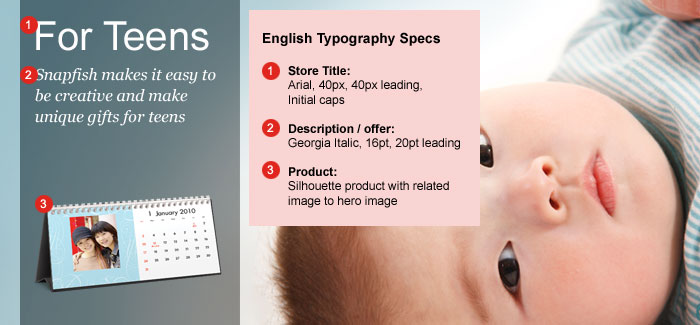 1 For Teens
2 Snapfish makes it easy to
be creative and make
unique gifts for teens
3
January 2010
English Typography Specs
1 Store Title:
Arial, 40px, 40px leading,
Initial caps
2 Description / offer:
Georgia Italic, 16pt, 20pt leading
3 Product:
Silhouette product with related
image to hero image